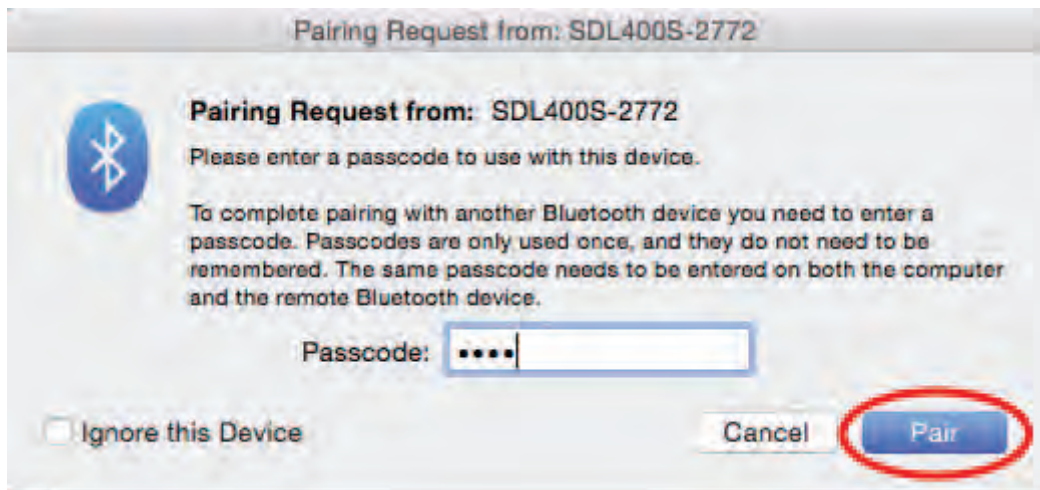 Pairing Request from: SDL400S-2772
Pairing Request from: SDL400S-2772
Please enter a passcode to use with this device.
To complete pairing with another Bluetooth device you need to enter a
passcode. Passcodes are only used once, and they do not need to be
remembered. The same passcode needs to be entered on both the computer
and the remote Bluetooth device.
Passcode: ••••
Ignore this Device
Cancel
Pair